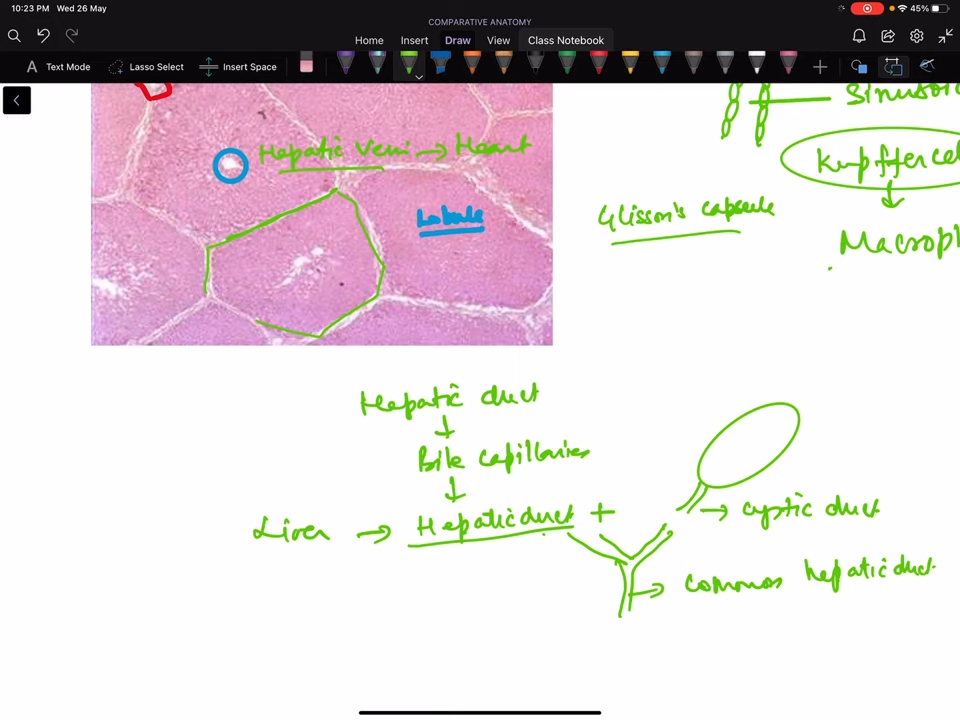 10:23 PM Wed 26 May
45%
COMPARATIVE ANATOMY
Home Insert Draw View Class Notebook
Text Mode Lasso Select Insert Space
Sinusoi
Hepatic Vein → Heart
Kupffer cel
Lobule
Glisson's capsule
Macroph
Hepatic duct
↓
Bile capillaries
↓
Liver → Hepatic duct +
→ cystic duct
→ common hepatic duct